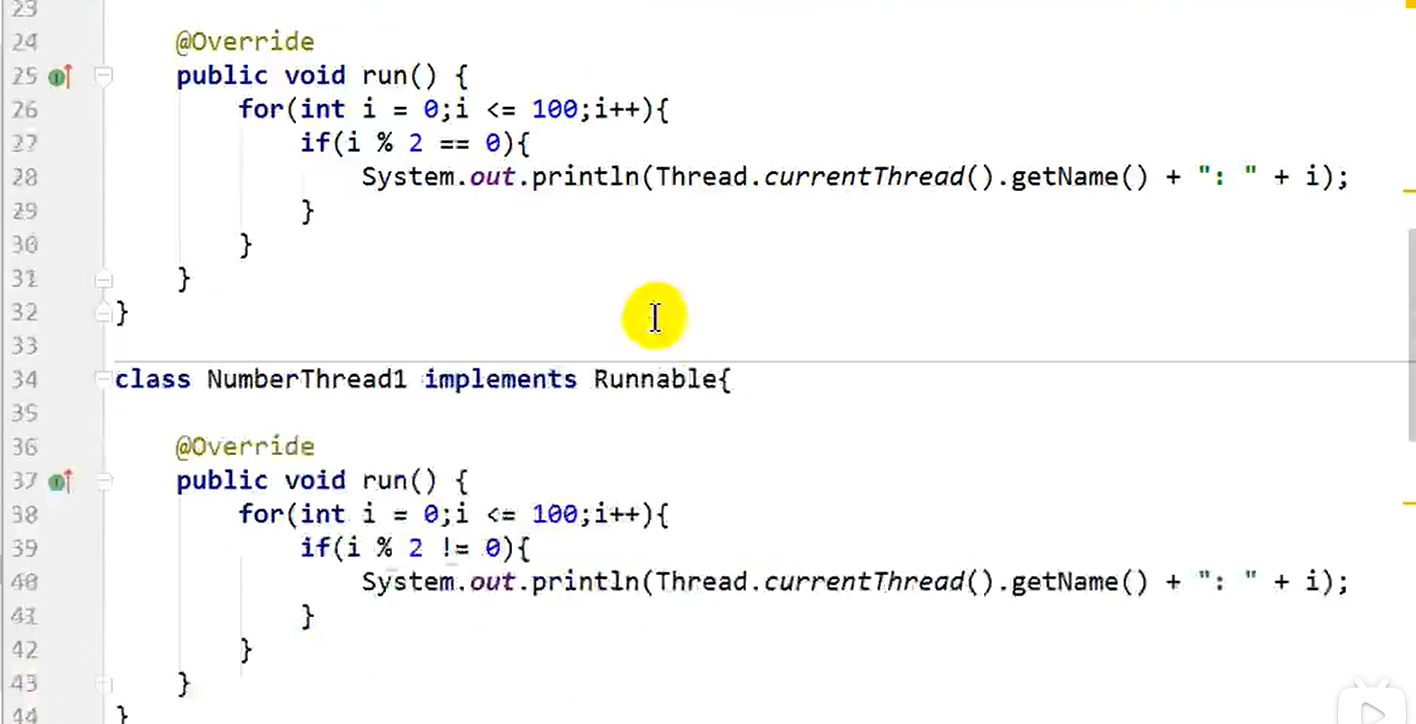 23
24 @Override
25 public void run() {
26 for(int i = 0;i <= 100;i++){
27 if(i % 2 == 0){
28 System.out.println(Thread.currentThread().getName() + ": " + i);
29 }
30 }
31 }
32 }
33
34 class NumberThread1 implements Runnable{
35
36 @Override
37 public void run() {
38 for(int i = 0;i <= 100;i++){
39 if(i % 2 != 0){
40 System.out.println(Thread.currentThread().getName() + ": " + i);
41 }
42 }
43 }
44 }